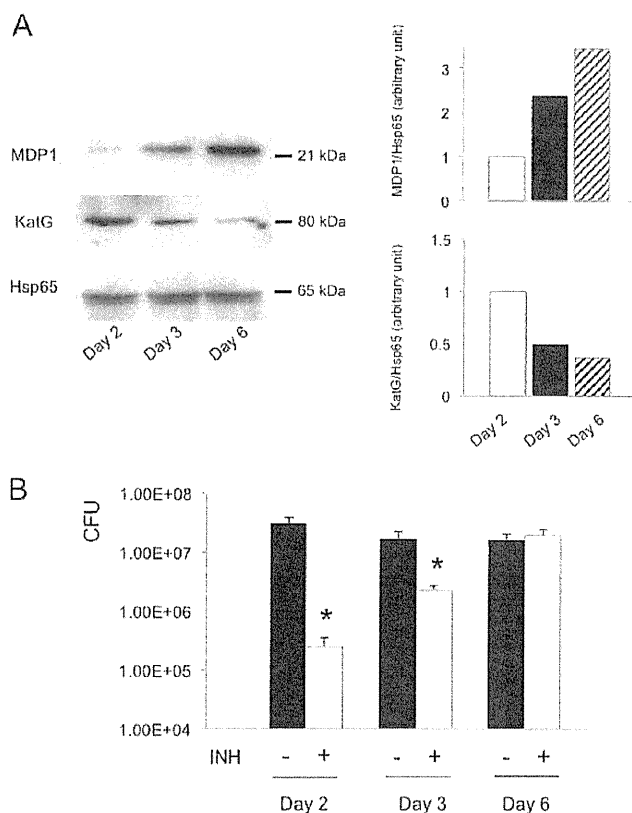 A
MDP1
21 kDa
KatG
80 kDa
Hsp65
65 kDa
Day 2
Day 3
Day 6
MDP1/Hsp65 (arbitrary unit)
3
2
1
0
KatG/Hsp65 (arbitrary unit)
1.5
1
0.5
0
Day 2
Day 3
Day 6
B
CFU
1.00E+08
1.00E+07
1.00E+06
1.00E+05
1.00E+04
*
*
INH - + - + - +
Day 2 Day 3 Day 6